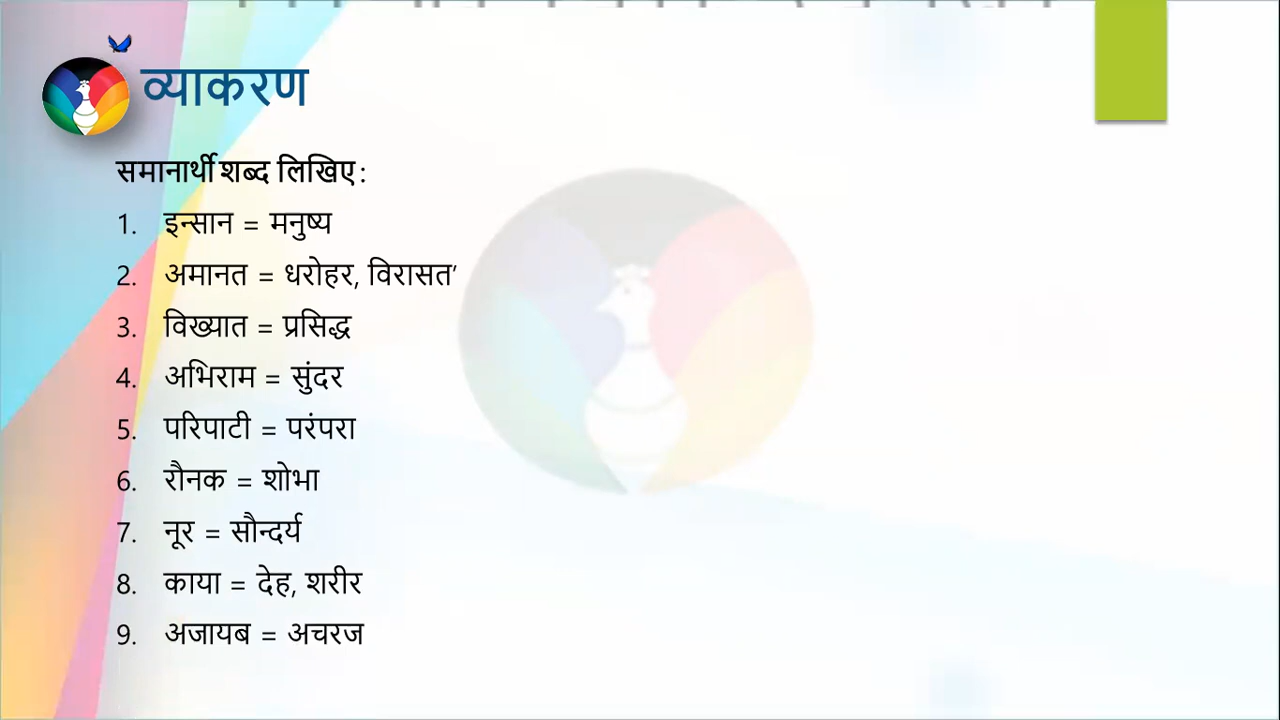 व्याकरण
समानार्थी शब्द लिखिए :
1. इन्सान = मनुष्य
2. अमानत = धरोहर, विरासत’
3. विख्यात = प्रसिद्ध
4. अभिराम = सुंदर
5. परिपाटी = परंपरा
6. रौनक = शोभा
7. नूर = सौन्दर्य
8. काया = देह, शरीर
9. अजायब = अचरज